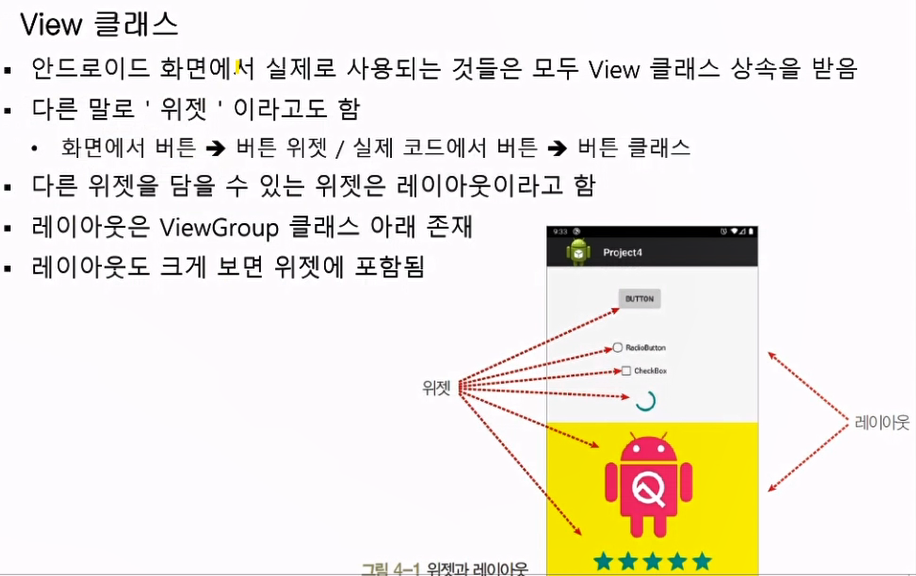 View 클래스
▪ 안드로이드 화면에서 실제로 사용되는 것들은 모두 View 클래스 상속을 받음
▪ 다른 말로 ' 위젯 ' 이라고도 함
• 화면에서 버튼 ➔ 버튼 위젯 / 실제 코드에서 버튼 ➔ 버튼 클래스
▪ 다른 위젯을 담을 수 있는 위젯은 레이아웃이라고 함
▪ 레이아웃은 ViewGroup 클래스 아래 존재
▪ 레이아웃도 크게 보면 위젯에 포함됨
9:33
Project4
BUTTON
RadioButton
CheckBox
위젯
레이아웃
그림 4-1 위젯과 레이아웃